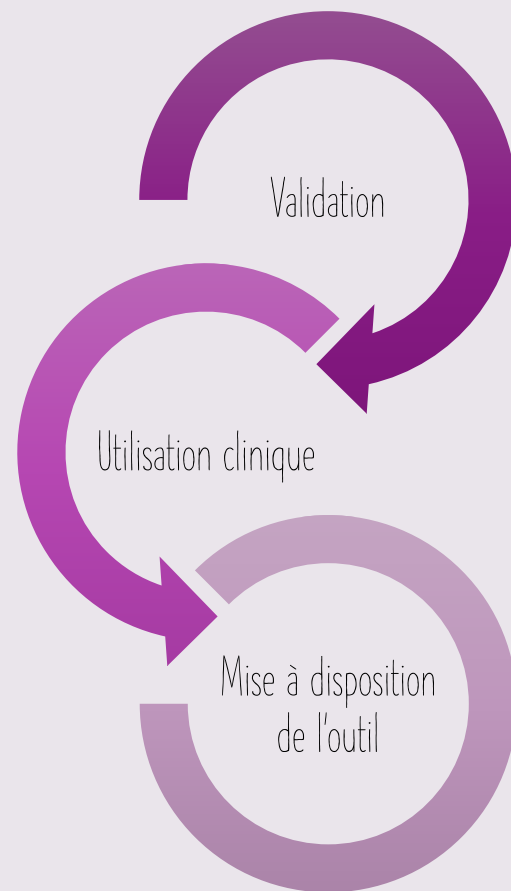 Validation
Utilisation clinique
Mise à disposition
de l'outil